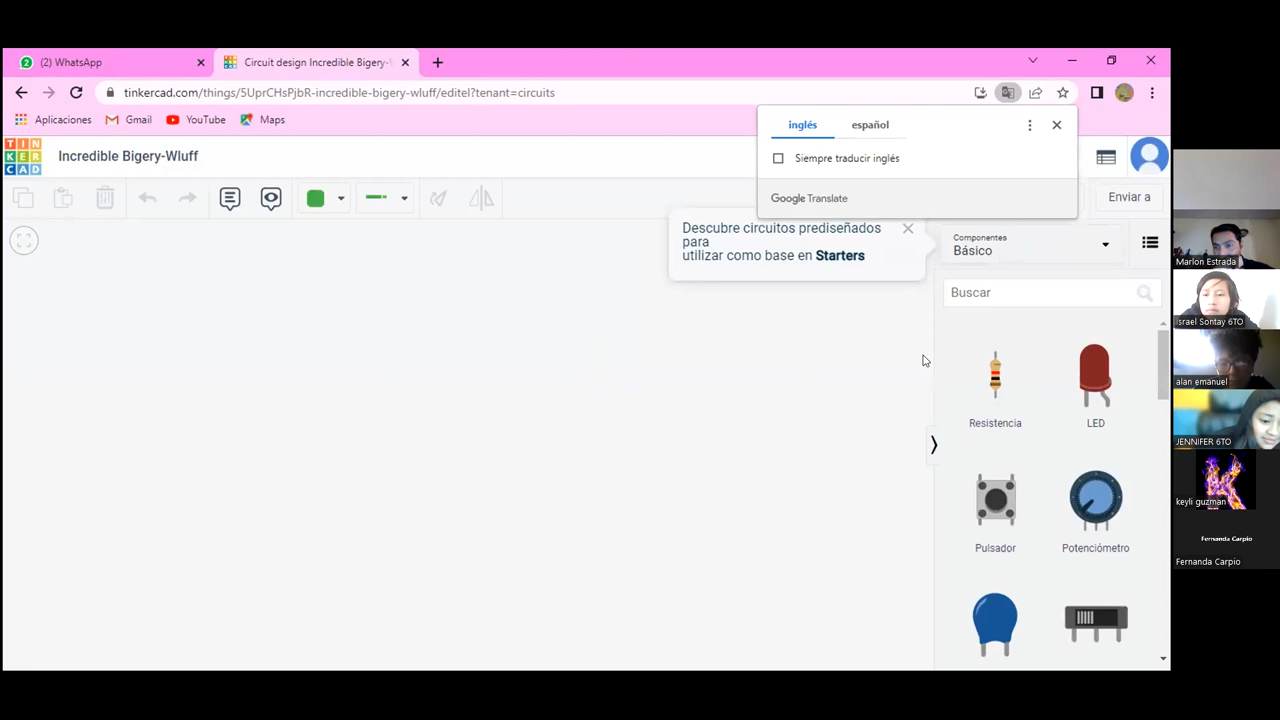 2
(2) WhatsApp
Circuit design Incredible Bigery-W
tinkercad.com/things/5UprCHsPjbR-incredible-bigery-wluff/editel?tenant=circuits
Aplicaciones
Gmail
YouTube
Maps
inglés
español
Siempre traducir inglés
Google Translate
TIN
KER
CAD
Incredible Bigery-Wluff
Enviar a
Descubre circuitos prediseñados
para
utilizar como base en Starters
Componentes
Básico
Buscar
Resistencia
LED
Pulsador
Potenciómetro
Marlon Estrada
Israel Sontay 6TO
alan emanuel
JENNIFER 6TO
K
keyli guzman
Fernanda Carpio
Fernanda Carpio